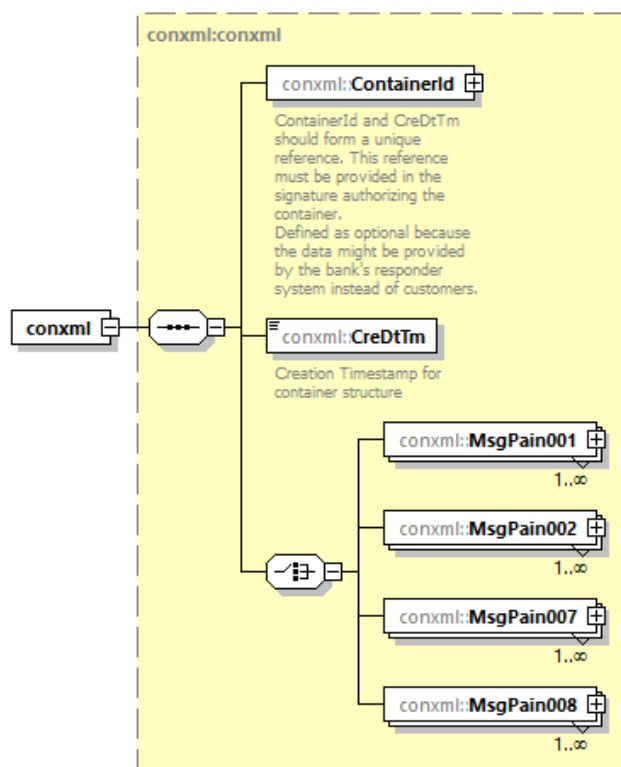 conxml:conxml
conxml::ContainerId
ContainerId and CreDtTm
should form a unique
reference. This reference
must be provided in the
signature authorizing the
container.
Defined as optional because
the data might be provided
by the bank's responder
system instead of customers.
conxml
conxml::CreDtTm
Creation Timestamp for
container structure
conxml::MsgPain001
1..∞
conxml::MsgPain002
1..∞
conxml::MsgPain007
1..∞
conxml::MsgPain008
1..∞